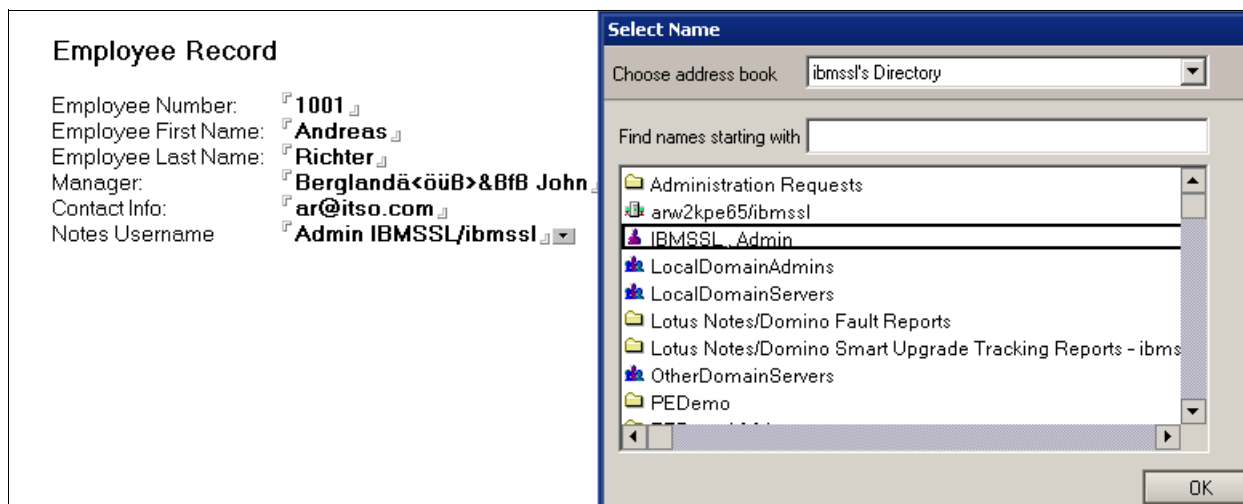 Employee Record
Employee Number: 1001
Employee First Name: Andreas
Employee Last Name: Richter
Manager: Berglandä<öüß>&BfB John
Contact Info: ar@itso.com
Notes Username Admin IBMSSL/ibmssl
Select Name
Choose address book ibmssl's Directory
Find names starting with
Administration Requests
arw2kpe65/ibmssl
IBMSSL , Admin
LocalDomainAdmins
LocalDomainServers
Lotus Notes/Domino Fault Reports
Lotus Notes/Domino Smart Upgrade Tracking Reports - ibms
OtherDomainServers
PEDemo
OK